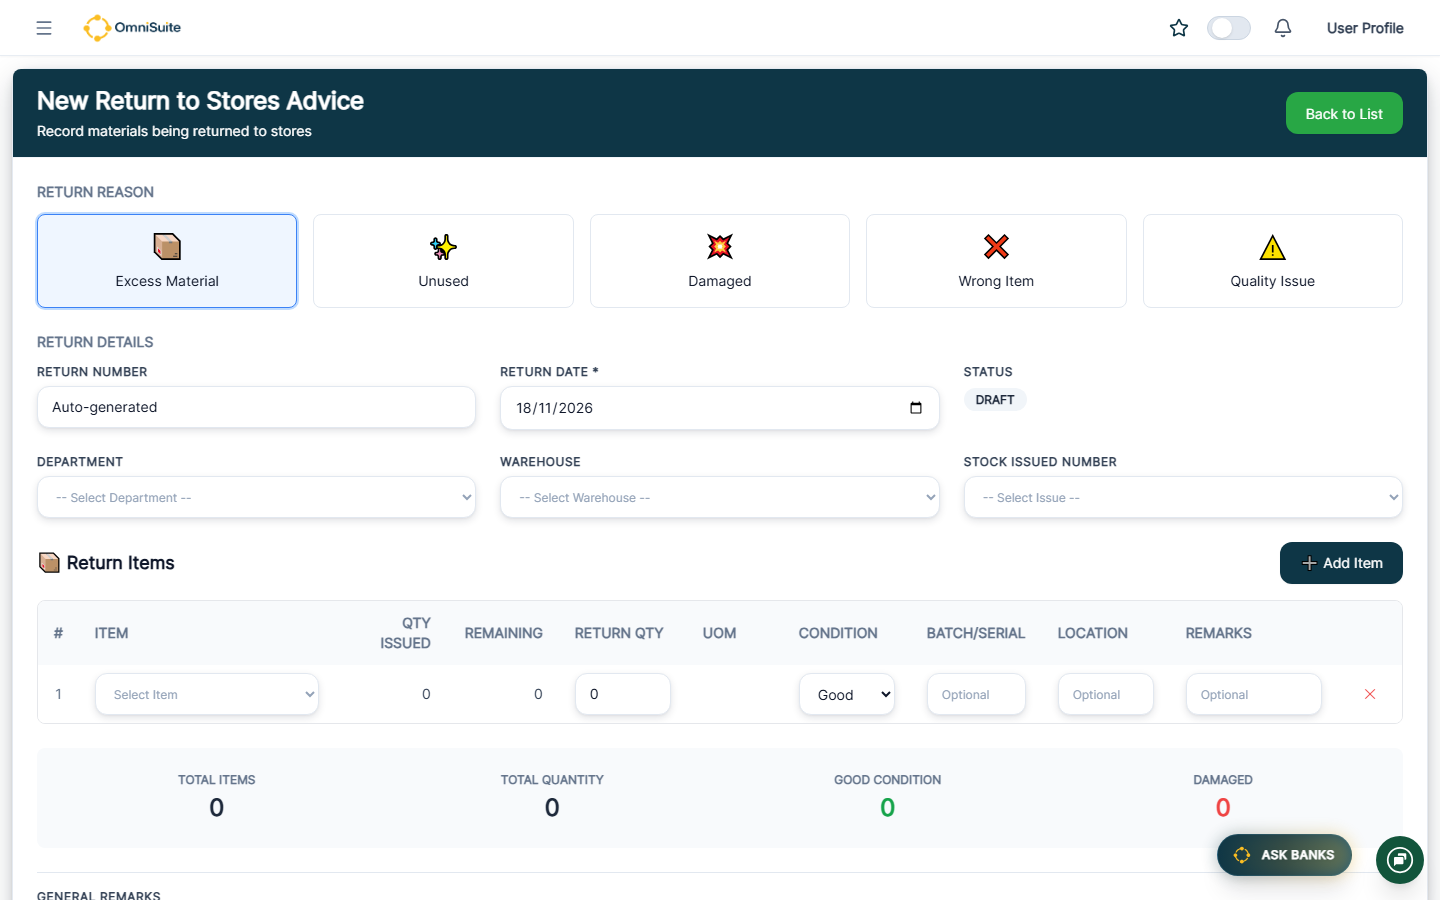 OmniSuite
User Profile
New Return to Stores Advice
Record materials being returned to stores
Back to List
RETURN REASON
Excess Material
Unused
Damaged
Wrong Item
Quality Issue
RETURN DETAILS
RETURN NUMBER
RETURN DATE *
STATUS
Auto-generated
18/11/2026
DRAFT
DEPARTMENT
WAREHOUSE
STOCK ISSUED NUMBER
-- Select Department --
-- Select Warehouse --
-- Select Issue --
Return Items
Add Item
# ITEM QTY ISSUED REMAINING RETURN QTY UOM CONDITION BATCH/SERIAL LOCATION REMARKS
1 Select Item 0 0 0 Good Optional Optional Optional
TOTAL ITEMS
0
TOTAL QUANTITY
0
GOOD CONDITION
0
DAMAGED
0
ASK BANKS
GENERAL REMARKS